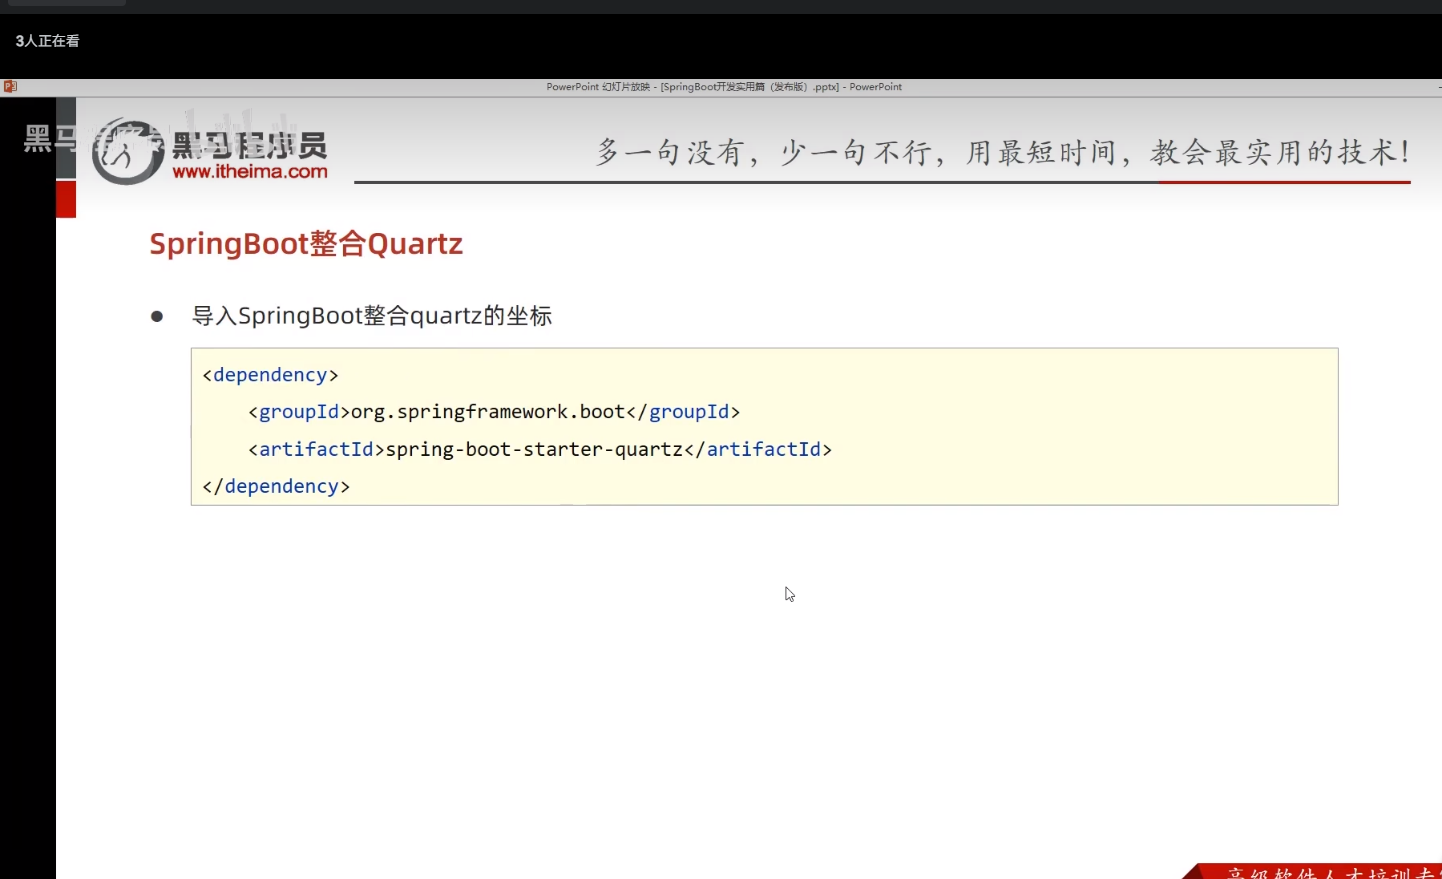 3人正在看
PowerPoint 幻灯片放映 - [SpringBoot开发实用篇（发布版）.pptx] - PowerPoint
黑马程序员
www.itheima.com
多一句没有，少一句不行，用最短时间，教会最实用的技术！
SpringBoot整合Quartz
● 导入SpringBoot整合quartz的坐标
<dependency>
    <groupId>org.springframework.boot</groupId>
    <artifactId>spring-boot-starter-quartz</artifactId>
</dependency>
高级软件人才培训专